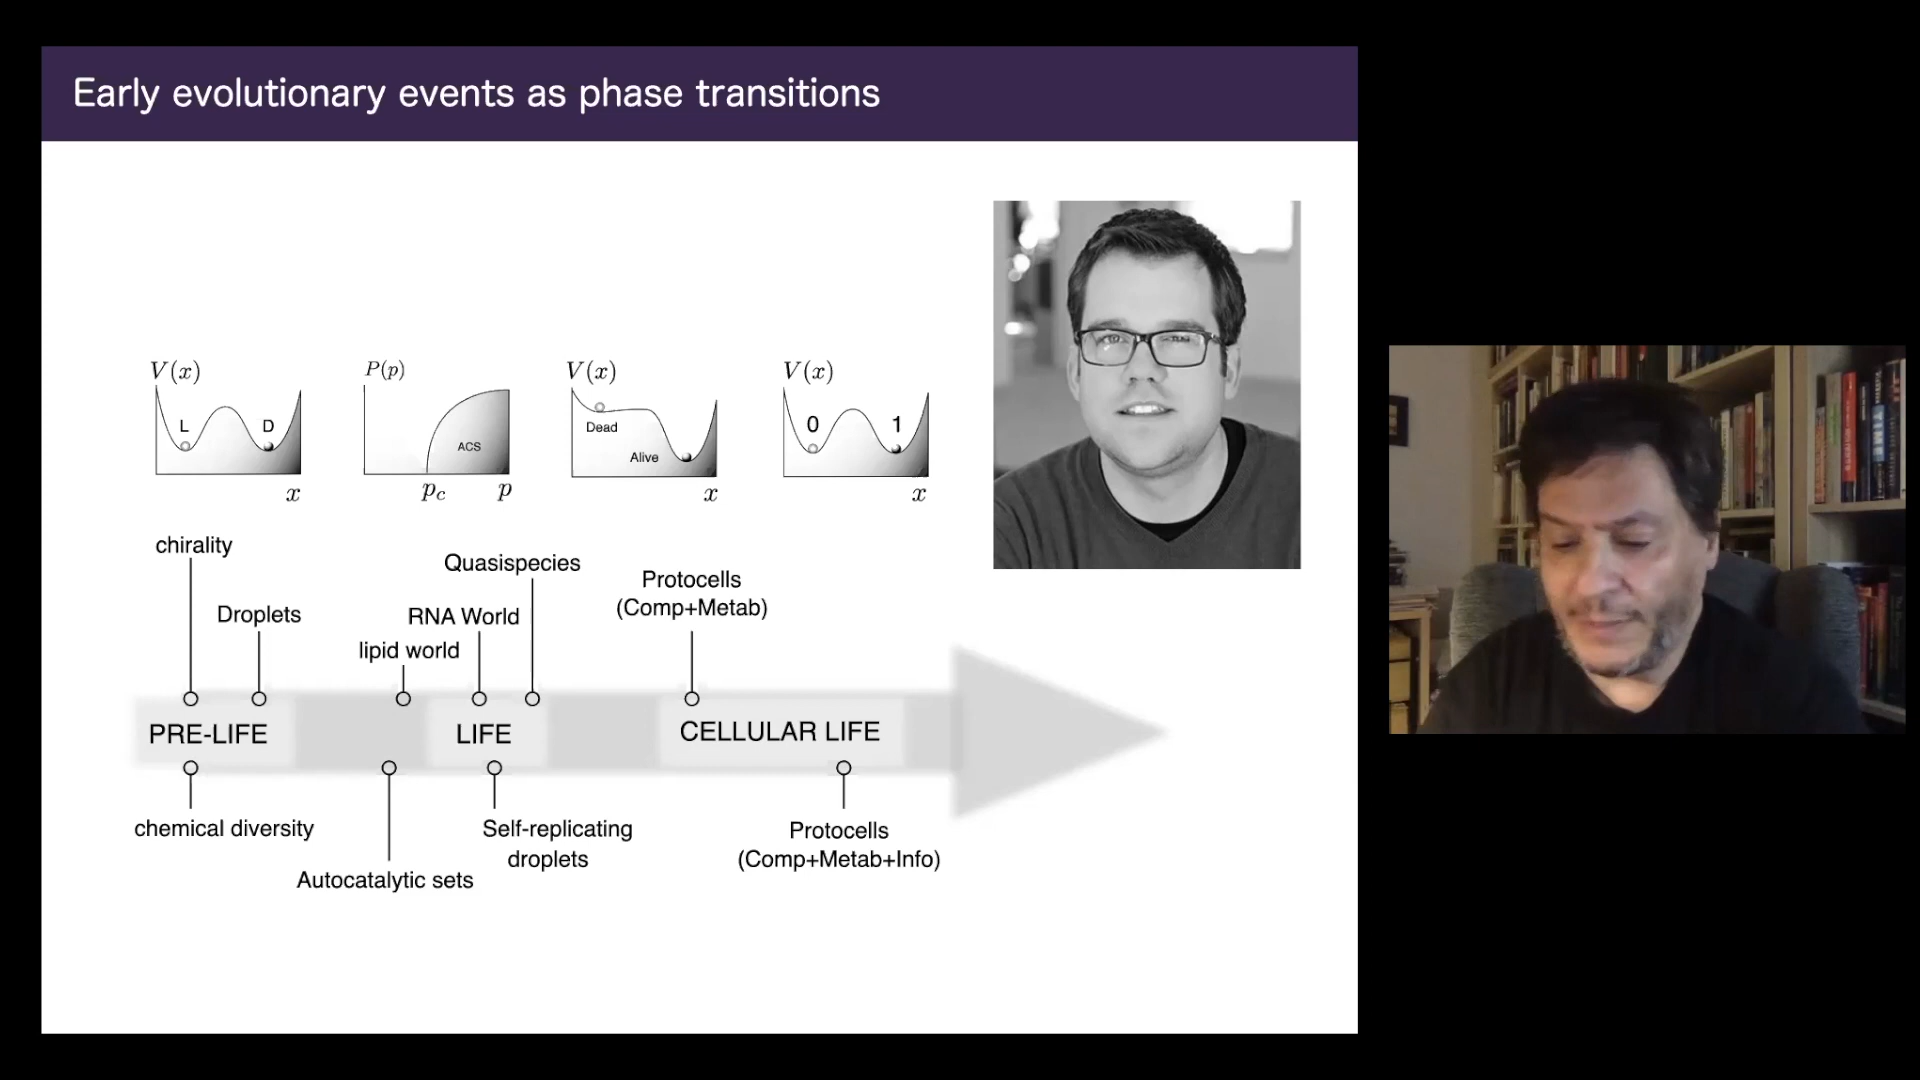 Early evolutionary events as phase transitions
V(x)
L
D
x
P(p)
ACS
p_c
p
V(x)
Dead
Alive
x
V(x)
0
1
x
chirality
Droplets
lipid world
RNA World
Quasispecies
Protocells
(Comp+Metab)
PRE-LIFE
LIFE
CELLULAR LIFE
chemical diversity
Autocatalytic sets
Self-replicating
droplets
Protocells
(Comp+Metab+Info)